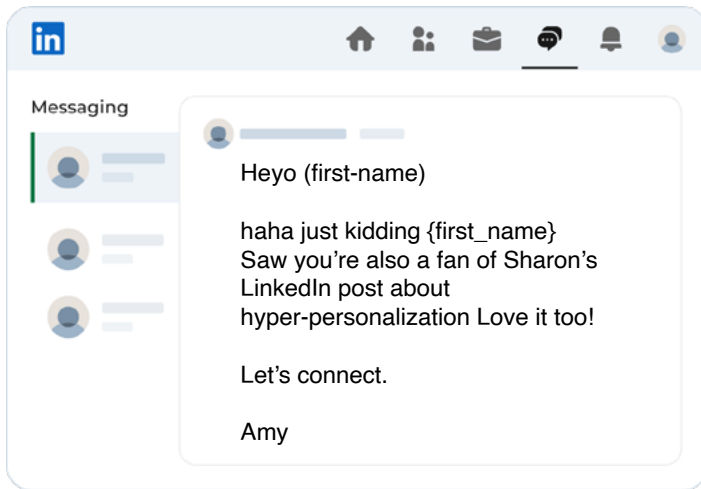 in
Messaging
Heyo (first-name)
haha just kidding {first_name}
Saw you’re also a fan of Sharon’s
LinkedIn post about
hyper-personalization Love it too!
Let’s connect.
Amy